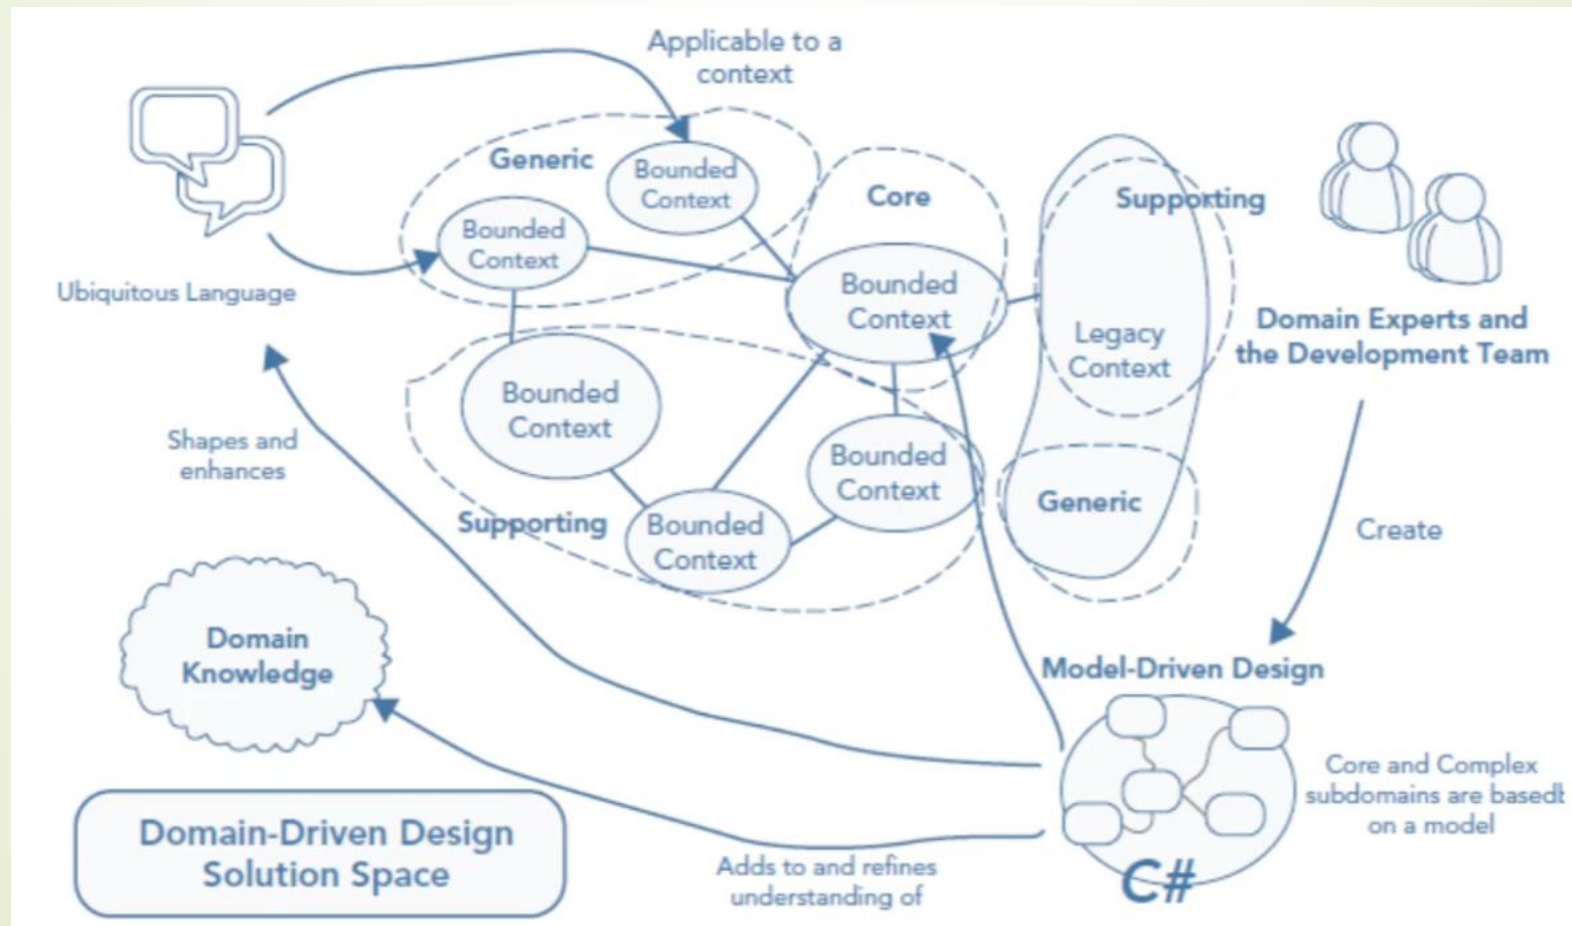 Applicable to a
context
Generic
Bounded
Context
Bounded
Context
Core
Bounded
Context
Supporting
Legacy
Context
Generic
Ubiquitous Language
Domain Experts and
the Development Team
Bounded
Context
Bounded
Context
Bounded
Context
Supporting
Shapes and
enhances
Create
Domain
Knowledge
Model-Driven Design
Core and Complex
subdomains are based
on a model
C#
Domain-Driven Design
Solution Space
Adds to and refines
understanding of